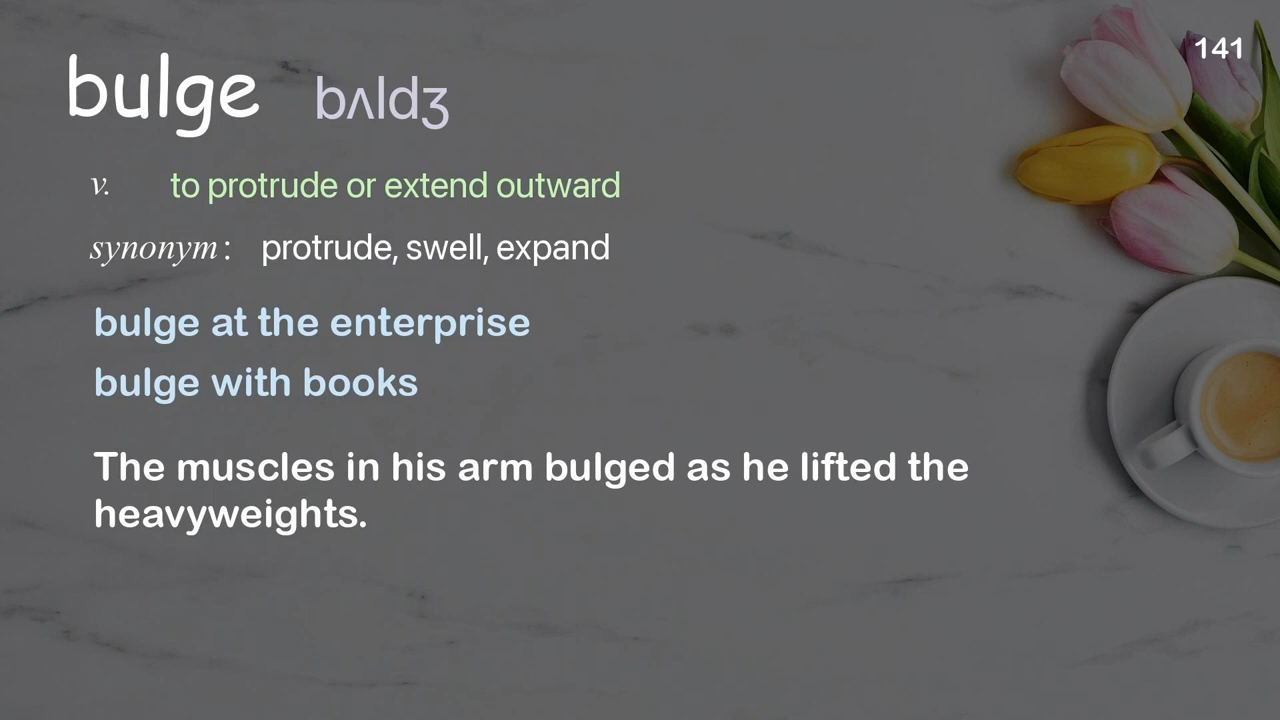 141
bulge bʌldʒ
v. to protrude or extend outward
synonym: protrude, swell, expand
bulge at the enterprise
bulge with books
The muscles in his arm bulged as he lifted the
heavyweights.